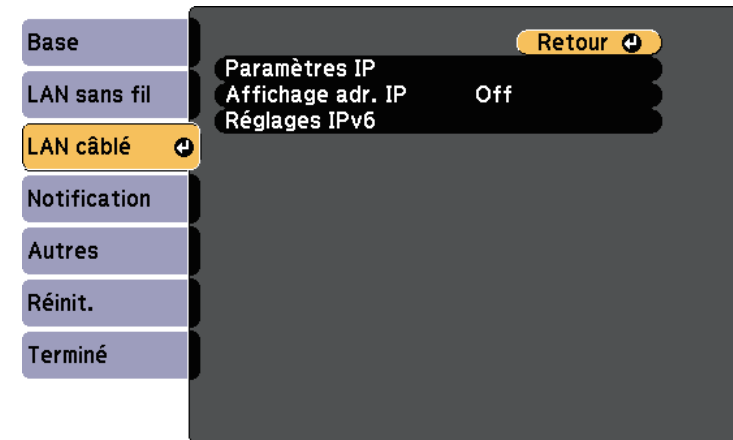 Base
LAN sans fil
LAN câblé
Notification
Autres
Réinit.
Terminé
Retour
Paramètres IP
Affichage adr. IP Off
Réglages IPv6